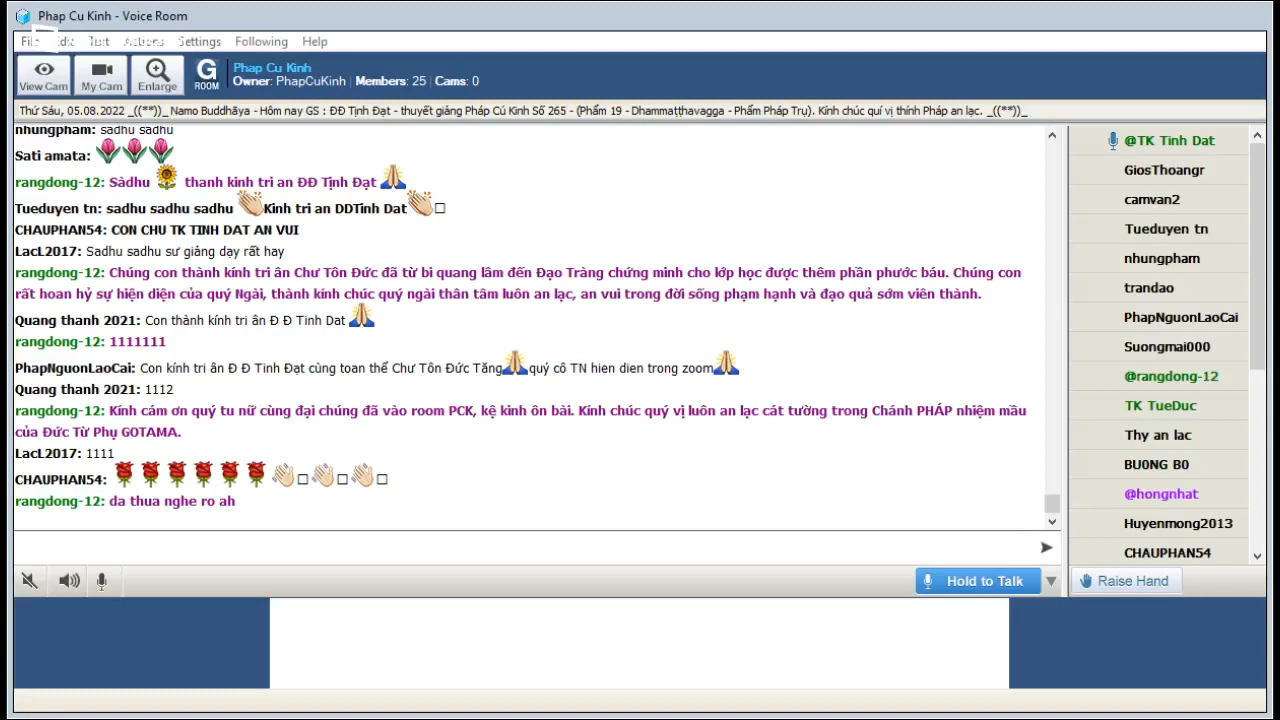 Phap Cu Kinh - Voice Room
Settings Following Help
View Cam My Cam Enlarge G ROOM
Phap Cu Kinh
Owner: PhapCuKinh | Members: 25 | Cams: 0
Thứ Sáu, 05.08.2022 _((**))_ Namo Buddhāya - Hôm nay GS : ĐĐ Tịnh Đạt - thuyết giảng Pháp Cú Kinh Số 265 - (Phẩm 19 - Dhammaṭṭhavagga - Phẩm Pháp Trụ). Kính chúc quí vị thính Pháp an lạc. _((**))_
nhungpham: sadhu sadhu
Sati amata: 🌷🌷🌷
rangdong-12: Sàdhu 🌻 thanh kinh tri an ĐĐ Tịnh Đạt 🙏
Tueduyen tn: sadhu sadhu sadhu 👏Kinh tri an DDTinh Dat👏□
CHAUPHAN54: CON CHU TK TINH DAT AN VUI
LacL2017: Sadhu sadhu sư giảng dạy rất hay
rangdong-12: Chúng con thành kính tri ân Chư Tôn Đức đã từ bi quang lâm đến Đạo Tràng chứng minh cho lớp học được thêm phần phước báu. Chúng con
rất hoan hỷ sự hiện diện của quý Ngài, thành kính chúc quý ngài thân tâm luôn an lạc, an vui trong đời sống phạm hạnh và đạo quả sớm viên thành.
Quang thanh 2021: Con thành kính tri ân Đ Đ Tinh Dat 🙏
rangdong-12: 1111111
PhapNguonLaoCai: Con kính tri ân Đ Đ Tinh Đạt cùng toan thể Chư Tôn Đức Tăng🙏quý cô TN hien dien trong zoom🙏
Quang thanh 2021: 1112
rangdong-12: Kính cám ơn quý tu nữ cùng đại chúng đã vào room PCK, kệ kinh ôn bài. Kính chúc quý vị luôn an lạc cát tường trong Chánh PHÁP nhiệm mầu
của Đức Từ Phụ GOTAMA.
LacL2017: 1111
CHAUPHAN54: 🌹🌹🌹🌹🌹🌹👋□👋□👋□
rangdong-12: da thua nghe ro ah
Hold to Talk
@TK Tinh Dat
GiosThoangr
camvan2
Tueduyen tn
nhungpham
trandao
PhapNguonLaoCai
Suongmai000
@rangdong-12
TK TueDuc
Thy an lac
BU0NG B0
@hongnhat
Huyenmong2013
CHAUPHAN54
Raise Hand